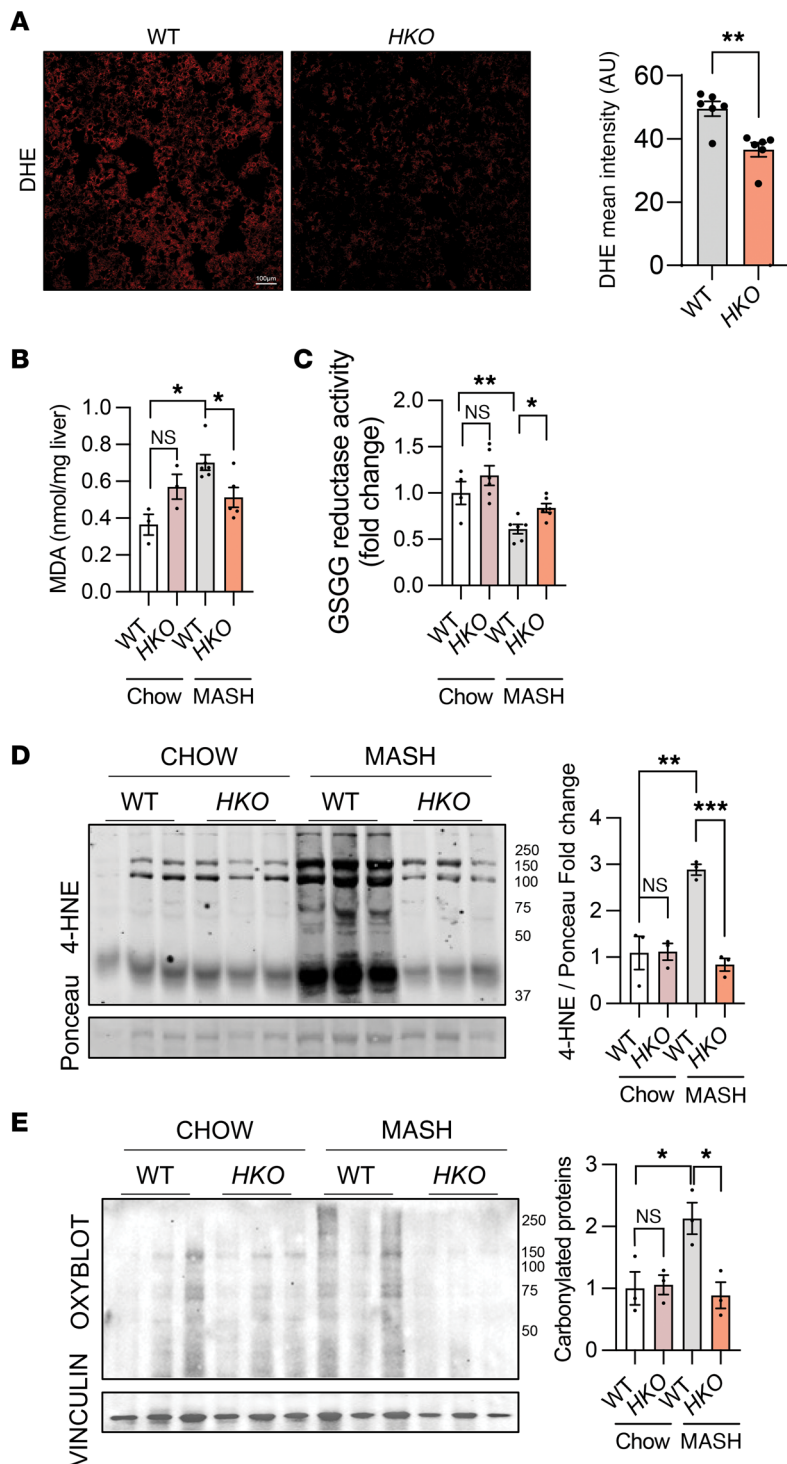 A
WT
HKO
DHE
100µm
DHE mean intensity (AU)
60
40
20
0
**
WT
HKO
B
MDA (nmol/mg liver)
1.0
0.8
0.6
0.4
0.2
0.0
*
*
NS
WT
HKO
WT
HKO
Chow
MASH
C
GSGG reductase activity
(fold change)
2.0
1.5
1.0
0.5
0.0
**
*
NS
WT
HKO
WT
HKO
Chow
MASH
D
CHOW
MASH
WT
HKO
WT
HKO
4-HNE
250
150
100
75
50
37
Ponceau
4-HNE / Ponceau Fold change
4
3
2
1
0
**
***
NS
WT
HKO
WT
HKO
Chow
MASH
E
CHOW
MASH
WT
HKO
WT
HKO
OXYBLOT
250
150
100
75
50
VINCULIN
Carbonylated proteins
3
2
1
0
*
*
NS
WT
HKO
WT
HKO
Chow
MASH